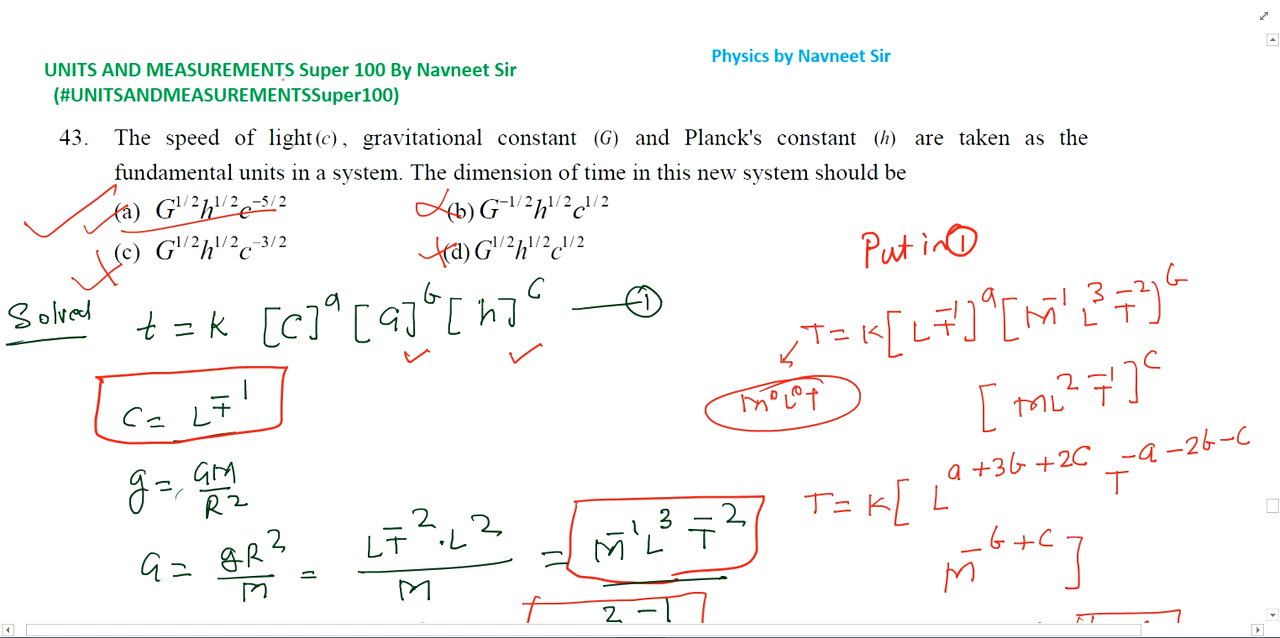 Physics by Navneet Sir
UNITS AND MEASUREMENTS Super 100 By Navneet Sir
(#UNITSANDMEASUREMENTSSuper100)
43. The speed of light (c), gravitational constant (G) and Planck's constant (h) are taken as the
fundamental units in a system. The dimension of time in this new system should be
(a) G^{1/2}h^{1/2}c^{-5/2} (b) G^{-1/2}h^{1/2}c^{1/2}
(c) G^{1/2}h^{1/2}c^{-3/2} (d) G^{1/2}h^{1/2}c^{1/2}
Put in ①
Solved t = K [C]^a [G]^b [h]^c — ①
T = K [LT^{-1}]^a [M^{-1} L^3 T^{-2}]^b
[ML^2 T^{-1}]^c
M^0 L^0 T
C = LT^{-1}
T = K [L^{a+3b+2c} T^{-a-2b-c}
M^{-b+c}]
g = GM/R^2
G = gR^2/M = LT^{-2}.L^2/M = M^{-1} L^3 T^{-2}
2 -1